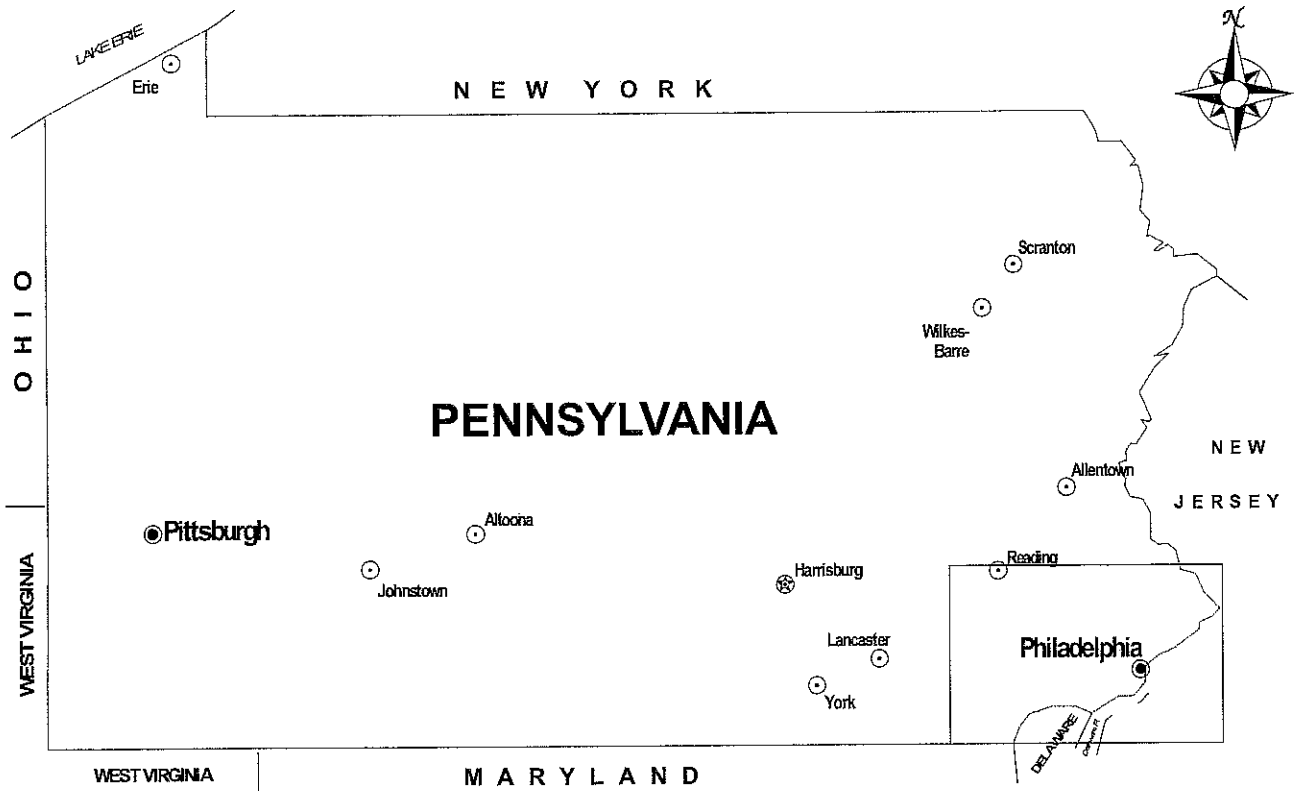 N
LAKE ERIE
Erie
NEW YORK
Scranton
OHIO
Wilkes-
Barre
PENNSYLVANIA
NEW
Allentown
JERSEY
Pittsburgh
Altoona
Johnstown
Harrisburg
Reading
WEST VIRGINIA
Lancaster
Philadelphia
York
DELAWARE
WEST VIRGINIA
MARYLAND